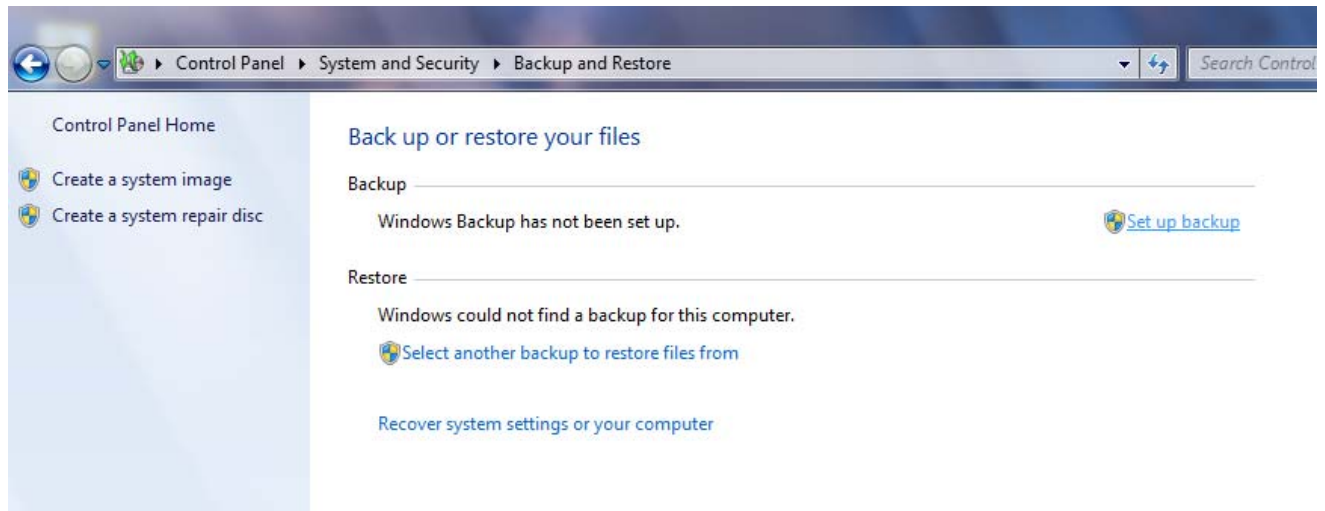 Control Panel ▸ System and Security ▸ Backup and Restore
Search Control
Control Panel Home
Create a system image
Create a system repair disc
Back up or restore your files
Backup
Windows Backup has not been set up.
Set up backup
Restore
Windows could not find a backup for this computer.
Select another backup to restore files from
Recover system settings or your computer